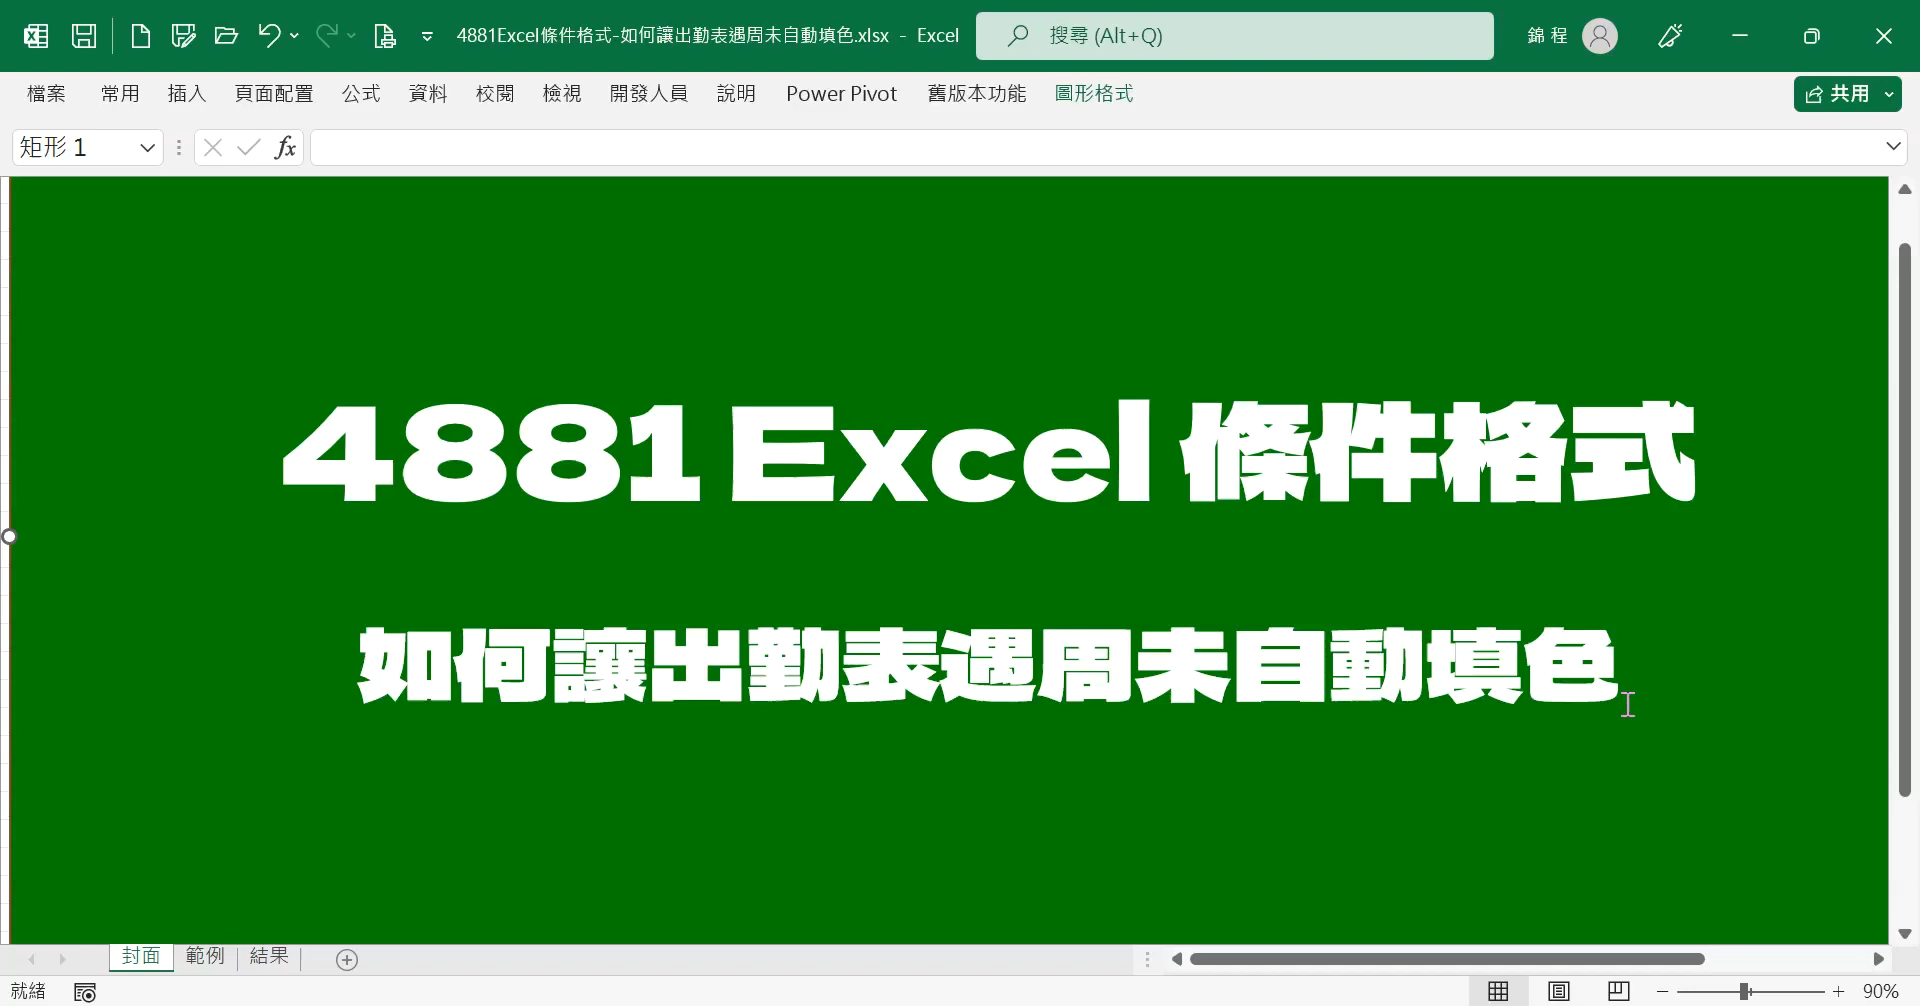 4881Excel條件格式-如何讓出勤表遇周未自動填色.xlsx - Excel
搜尋 (Alt+Q)
錦 程
檔案 常用 插入 頁面配置 公式 資料 校閱 檢視 開發人員 說明 Power Pivot 舊版本功能 圖形格式
共用
矩形 1
fx
4881 Excel 條件格式
如何讓出勤表遇周未自動填色
封面 範例 結果
就緒
90%